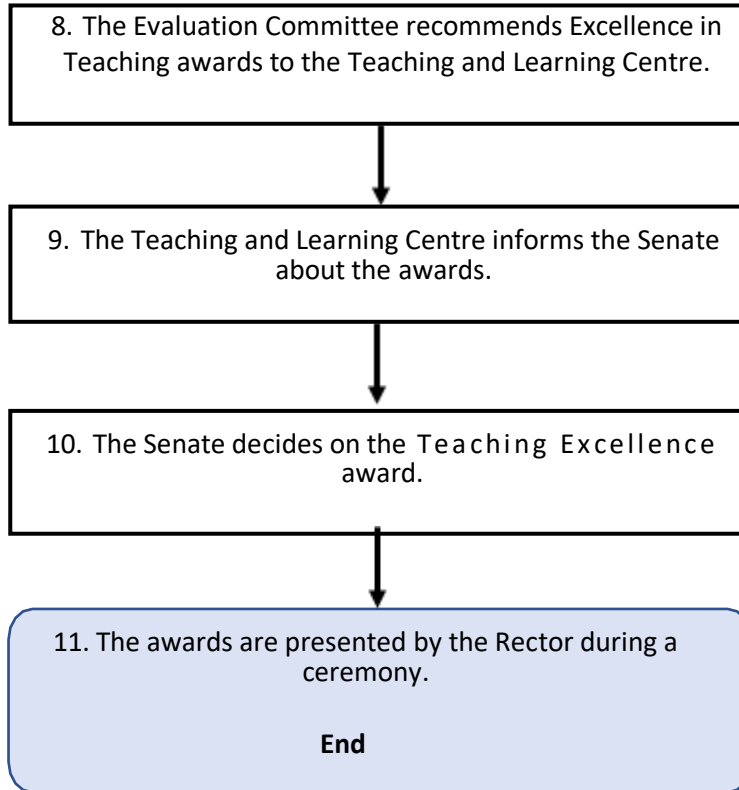 8. The Evaluation Committee recommends Excellence in
Teaching awards to the Teaching and Learning Centre.
9. The Teaching and Learning Centre informs the Senate
about the awards.
10. The Senate decides on the Teaching Excellence
award.
11. The awards are presented by the Rector during a
ceremony.
End